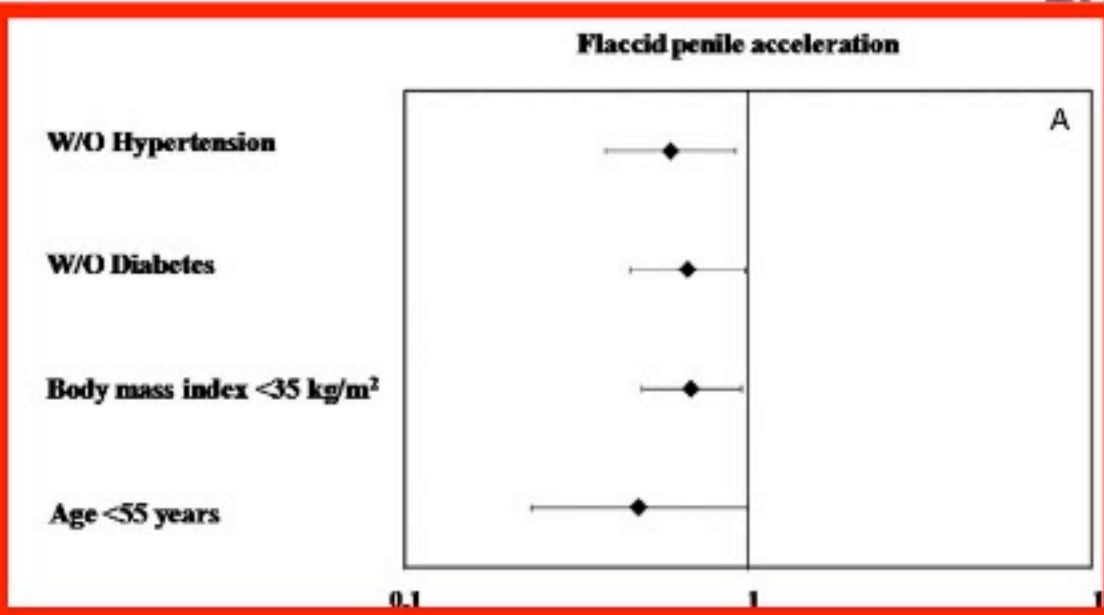 Flaccid penile acceleration
A
W/O Hypertension
W/O Diabetes
Body mass index <35 kg/m²
Age <55 years
0.1 1